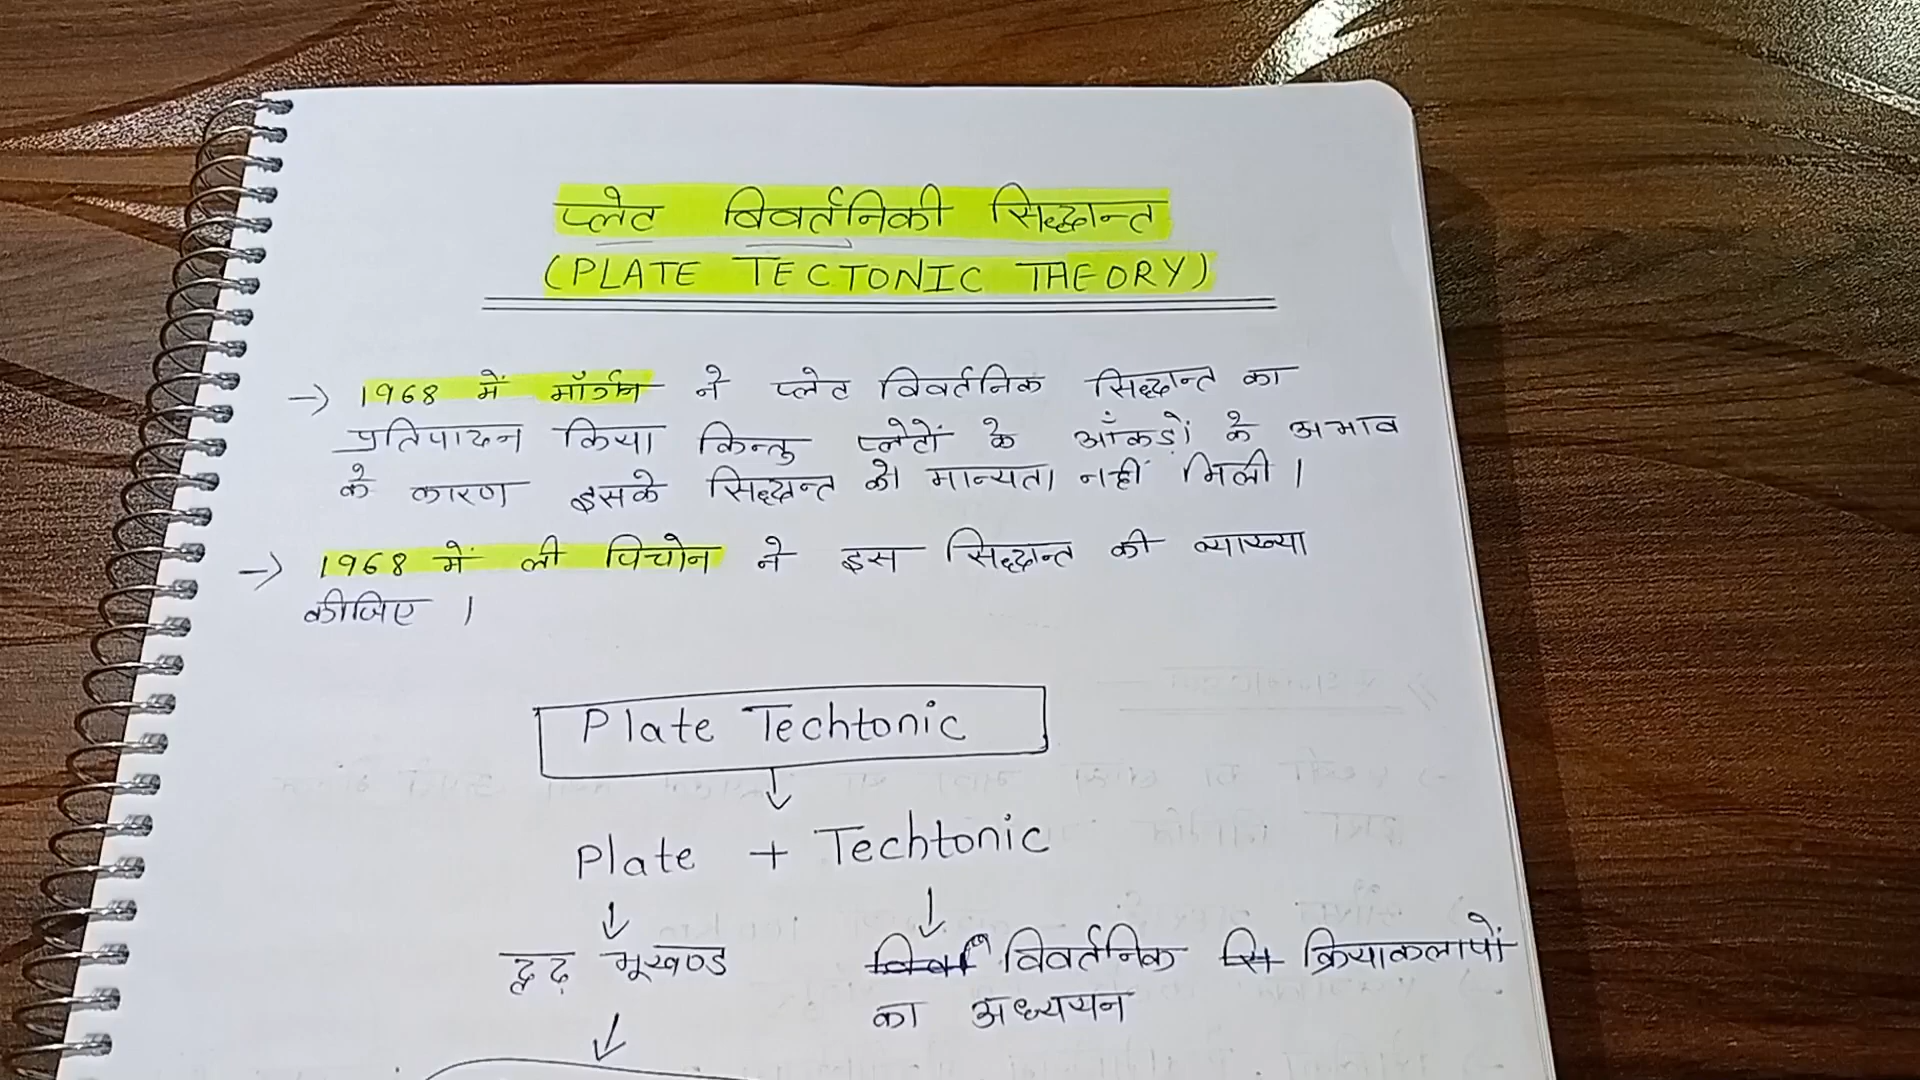 प्लेट विवर्तनिकी सिद्धान्त
(PLATE TECTONIC THEORY)
→ 1968 में मॉर्गन ने प्लेट विवर्तनिक सिद्धान्त का
प्रतिपादन किया किन्तु प्लेटों के आँकड़ों के अभाव
के कारण इसके सिद्धान्त को मान्यता नहीं मिली।
→ 1968 में ली पिचोन ने इस सिद्धान्त की व्याख्या
कीजिए ।
Plate Techtonic
Plate + Techtonic
दृढ़ भूखण्ड
विवर्तनिक क्रियाकलापों
का अध्ययन